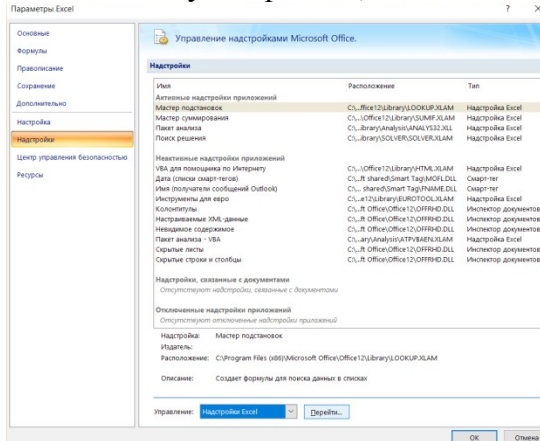 Параметры Excel
? ×
Основные
Формулы
Правописание
Сохранение
Дополнительно
Настройка
Надстройки
Центр управления безопасностью
Ресурсы
Управление надстройками Microsoft Office.
Надстройки
Имя Расположение Тип
Активные надстройки приложений
Мастер подстановок C:\...ffice12\Library\LOOKUP.XLAM Надстройка Excel
Мастер суммирования C:\...\Office12\Library\SUMIF.XLAM Надстройка Excel
Пакет анализа C:\...ibrary\Analysis\ANALYS32.XLL Надстройка Excel
Поиск решения C:\...ibrary\SOLVER\SOLVER.XLAM Надстройка Excel
Неактивные надстройки приложений
VBA для помощника по Интернету C:\...\Office12\Library\HTML.XLAM Надстройка Excel
Дата (списки смарт-тегов) C:\...ft shared\Smart Tag\MOFL.DLL Смарт-тег
Имя (получатели сообщений Outlook) C:\... shared\Smart Tag\FNAME.DLL Смарт-тег
Инструменты для евро C:\...e12\Library\EUROTOOL.XLAM Надстройка Excel
Колонтитулы C:\...ft Office\Office12\OFFRHD.DLL Инспектор документов
Настраиваемые XML-данные C:\...ft Office\Office12\OFFRHD.DLL Инспектор документов
Невидимое содержимое C:\...ft Office\Office12\OFFRHD.DLL Инспектор документов
Пакет анализа - VBA C:\...ary\Analysis\ATPVBAEN.XLAM Надстройка Excel
Скрытые листы C:\...ft Office\Office12\OFFRHD.DLL Инспектор документов
Скрытые строки и столбцы C:\...ft Office\Office12\OFFRHD.DLL Инспектор документов
Надстройки, связанные с документами
Отсутствуют надстройки, связанные с документами
Отключенные надстройки приложений
Отсутствуют отключенные надстройки приложений
Надстройка: Мастер подстановок
Издатель:
Расположение: C:\Program Files (x86)\Microsoft Office\Office12\Library\LOOKUP.XLAM
Описание: Создает формулы для поиска данных в списках
Управление: Надстройки Excel Перейти...
ОК Отмена